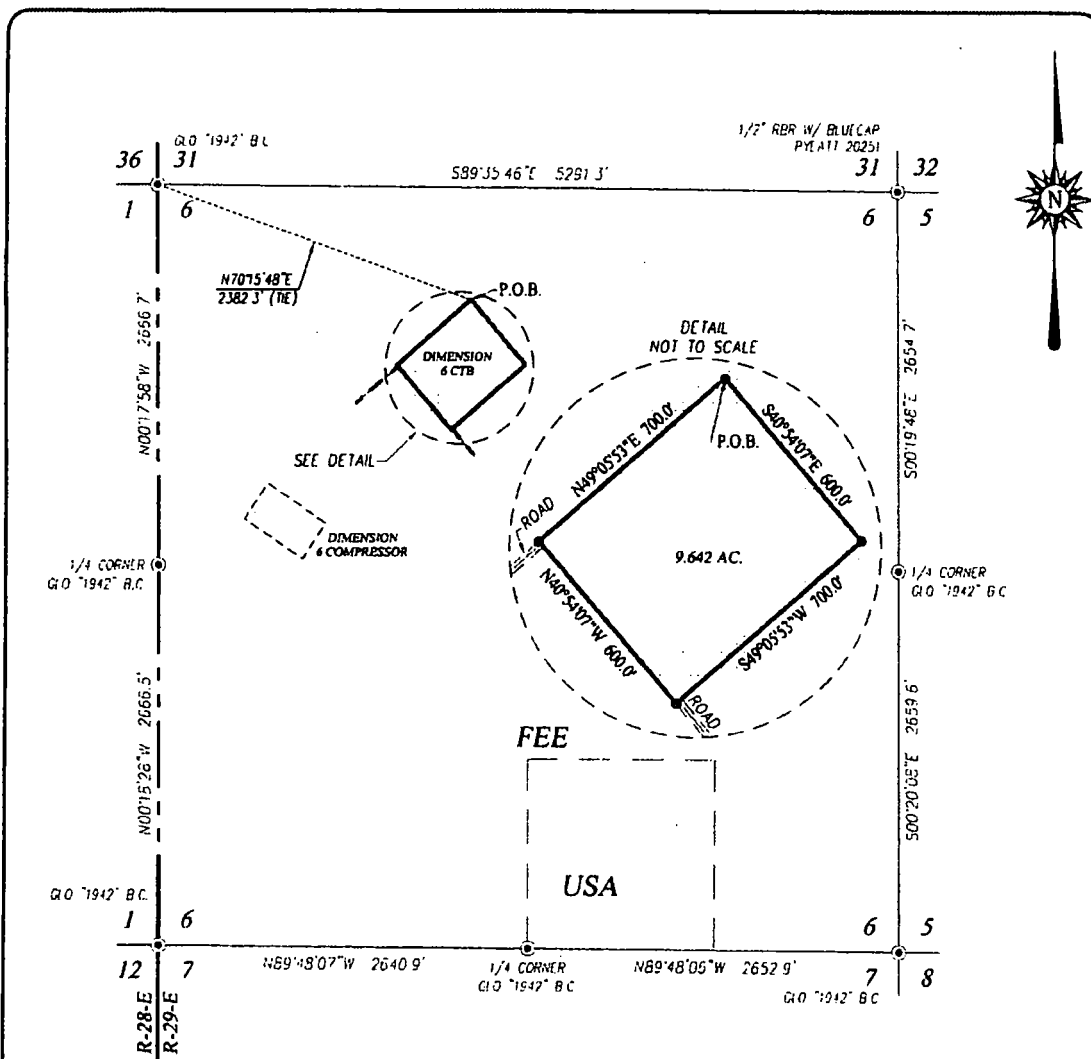 GLO "1942" B.C.
1/2" RBR W/ BLUECAP
PYEATT 20251
36 31
S89°35'46"E 5291.3'
31 32
1 6
6 5
N
N70°15'48"E
2382.3' (TIE)
P.O.B.
DIMENSION
6 CTB
DETAIL
NOT TO SCALE
N00°17'58"W 2656.7'
S00°19'48"E 2654.7'
SEE DETAIL
N49°05'53"E 700.0'
P.O.B.
S40°54'07"E 600.0'
ROAD
DIMENSION
6 COMPRESSOR
9.642 AC.
1/4 CORNER
GLO "1942" B.C.
1/4 CORNER
GLO "1942" B.C.
N40°54'07"W 600.0'
S49°05'53"W 700.0'
ROAD
FEE
N00°15'26"W 2666.5'
S00°20'08"E 2659.6'
USA
GLO "1942" B.C.
1 6
6 5
12 7
N89°48'07"W 2640.9'
1/4 CORNER
GLO "1942" B.C.
N89°48'05"W 2652.9'
7 8
GLO "1942" B.C.
R-28-E
R-29-E